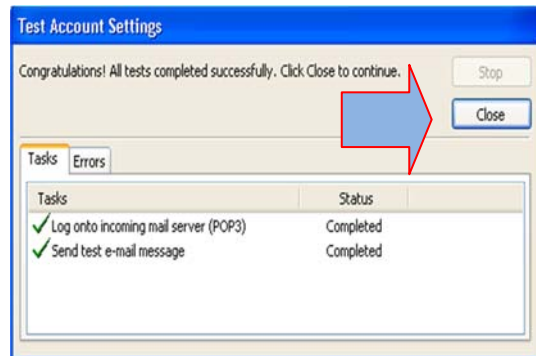 Test Account Settings
Congratulations! All tests completed successfully. Click Close to continue.
Stop
Close
Tasks Errors
Tasks Status
Log onto incoming mail server (POP3) Completed
Send test e-mail message Completed